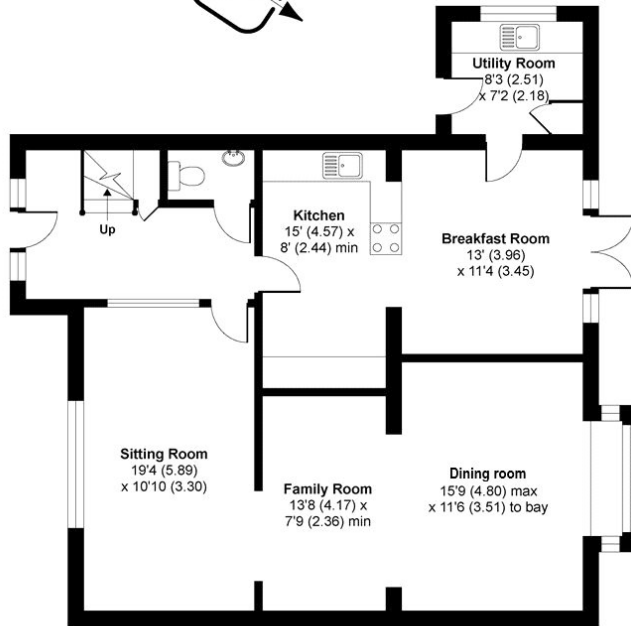 Utility Room
8'3 (2.51)
x 7'2 (2.18)
Up
Kitchen
15' (4.57) x
8' (2.44) min
Breakfast Room
13' (3.96)
x 11'4 (3.45)
Sitting Room
19'4 (5.89)
x 10'10 (3.30)
Family Room
13'8 (4.17) x
7'9 (2.36) min
Dining room
15'9 (4.80) max
x 11'6 (3.51) to bay